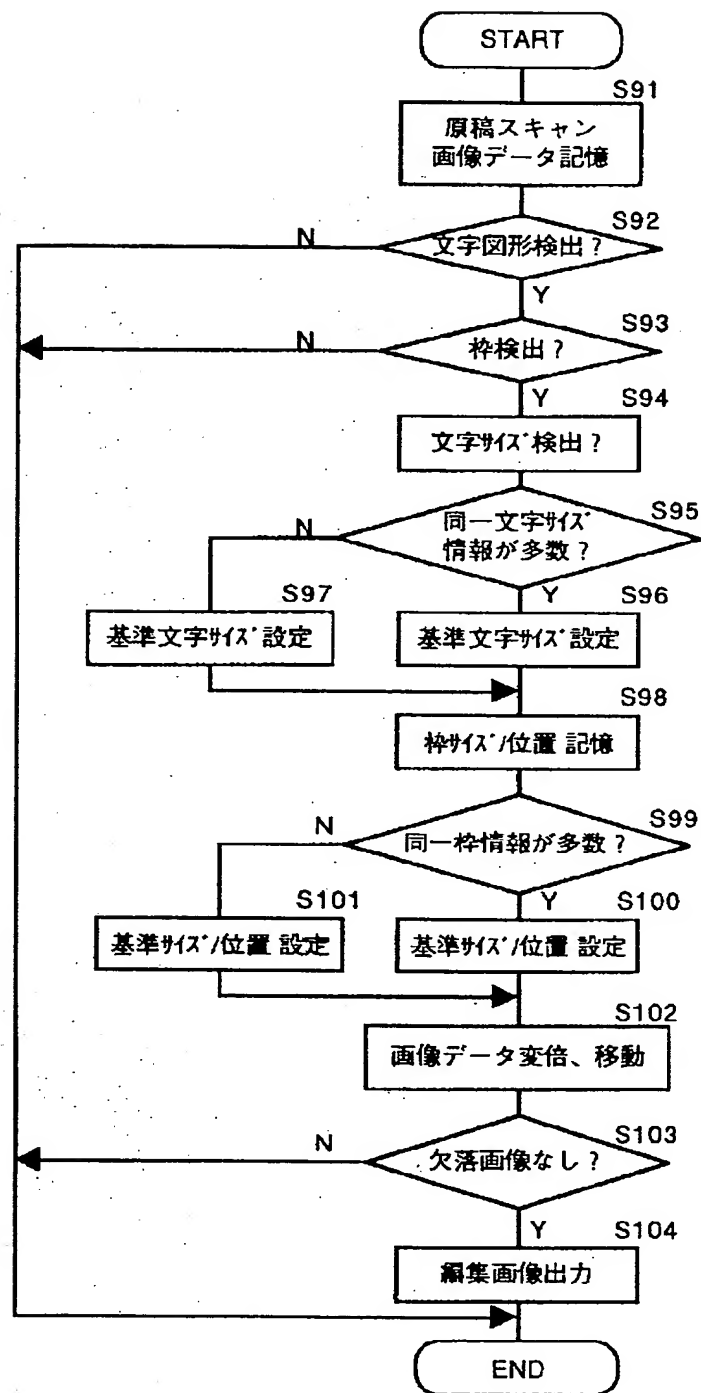 START
S91
原稿スキャン
画像データ記憶
S92
N
文字図形検出？
Y
S93
N
枠検出？
Y
S94
文字ｻｲｽﾞ検出？
S95
N
同一文字ｻｲｽﾞ
情報が多数？
S97
Y
S96
基準文字ｻｲｽﾞ設定
基準文字ｻｲｽﾞ設定
S98
枠ｻｲｽﾞ/位置 記憶
S99
N
同一枠情報が多数？
S101
Y
S100
基準ｻｲｽﾞ/位置 設定
基準ｻｲｽﾞ/位置 設定
S102
画像データ変倍、移動
S103
N
欠落画像なし？
Y
S104
編集画像出力
END